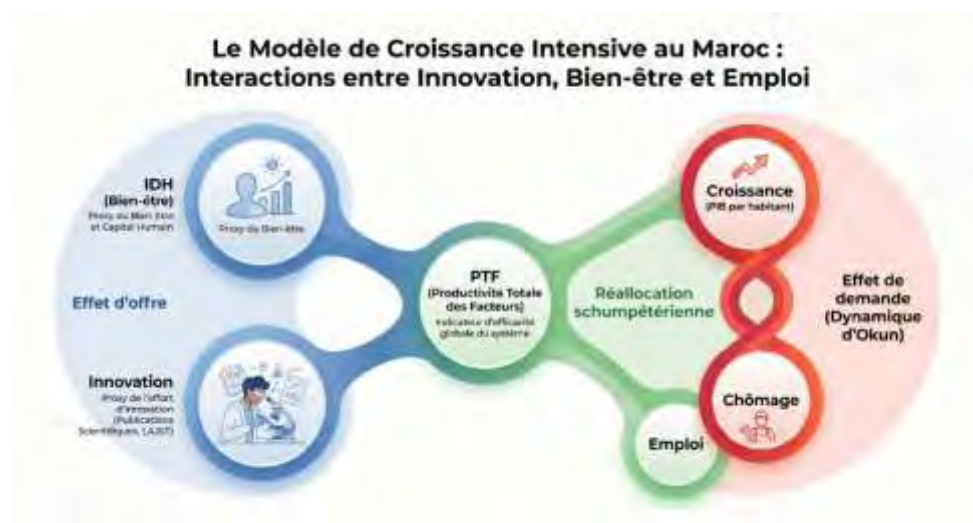 Le Modèle de Croissance Intensive au Maroc :
Interactions entre Innovation, Bien-être et Emploi
IDH
(Bien-être)
Proxy du Bien-être
et Capital Humain
Proxy du Bien-être
Effet d'offre
Innovation
Proxy de l'effort
d'innovation
(Publications
Scientifiques,
PTF
(Productivité Totale
des Facteurs)
Indicateur d'efficacité
globale du système
Réallocation
schumpétérienne
Croissance
(PIB par habitant)
Effet de
demande
(Dynamique
d'Okun)
Chômage
Emploi